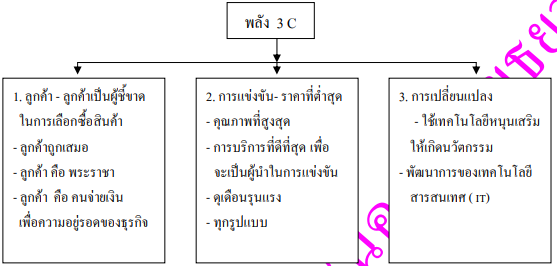 พลัง 3 C
1. ลูกค้า - ลูกค้าเป็นผู้ชี้ขาด
ในการเลือกซื้อสินค้า
- ลูกค้าถูกเสมอ
- ลูกค้า คือ พระราชา
- ลูกค้า คือ คนจ่ายเงิน
เพื่อความอยู่รอดของธุรกิจ
2. การแข่งขัน- ราคาที่ต่ำสุด
- คุณภาพที่สูงสุด
- การบริการที่ดีที่สุด เพื่อ
จะเป็นผู้นำในการแข่งขัน
- ดุเดือนรุนแรง
- ทุกรูปแบบ
3. การเปลี่ยนแปลง
- ใช้เทคโนโลยีหนุนเสริม
ให้เกิดนวัตกรรม
- พัฒนาการของเทคโนโลยี
สารสนเทศ ( IT)